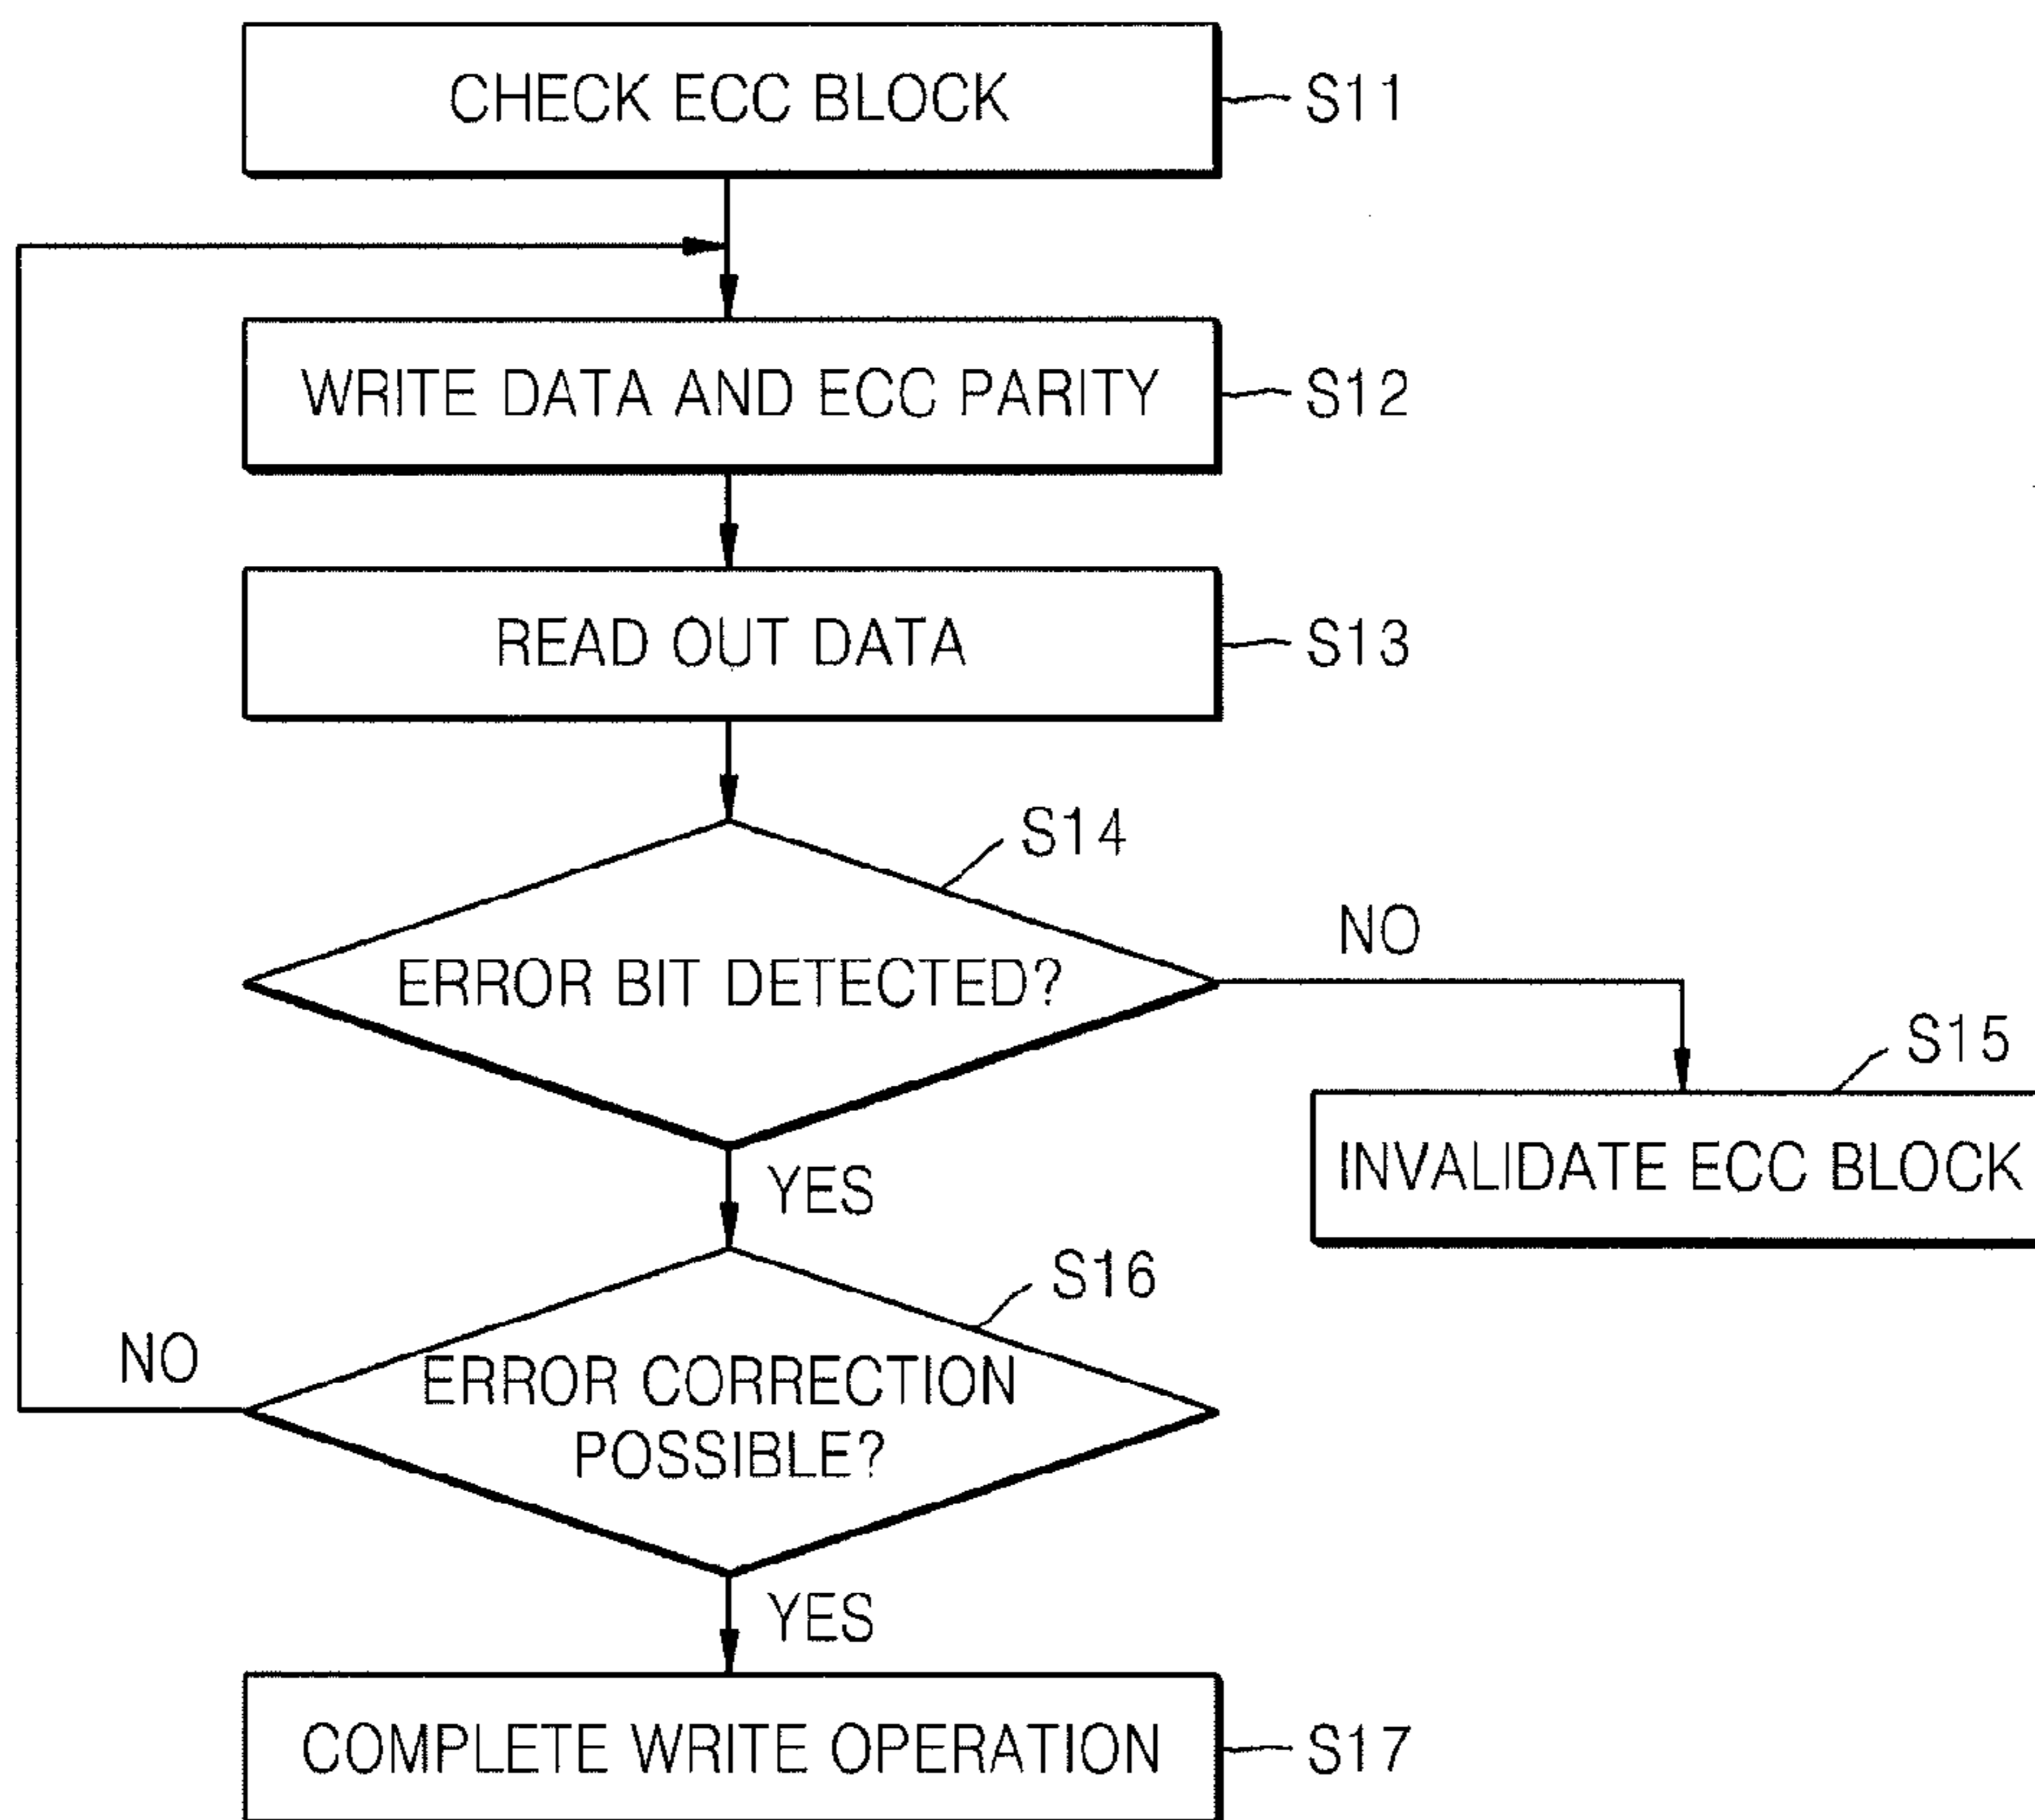 CHECK ECC BLOCK
S11
WRITE DATA AND ECC PARITY
S12
READ OUT DATA
S13
S14
ERROR BIT DETECTED?
NO
S15
INVALIDATE ECC BLOCK
YES
S16
NO
ERROR CORRECTION
POSSIBLE?
YES
COMPLETE WRITE OPERATION
S17